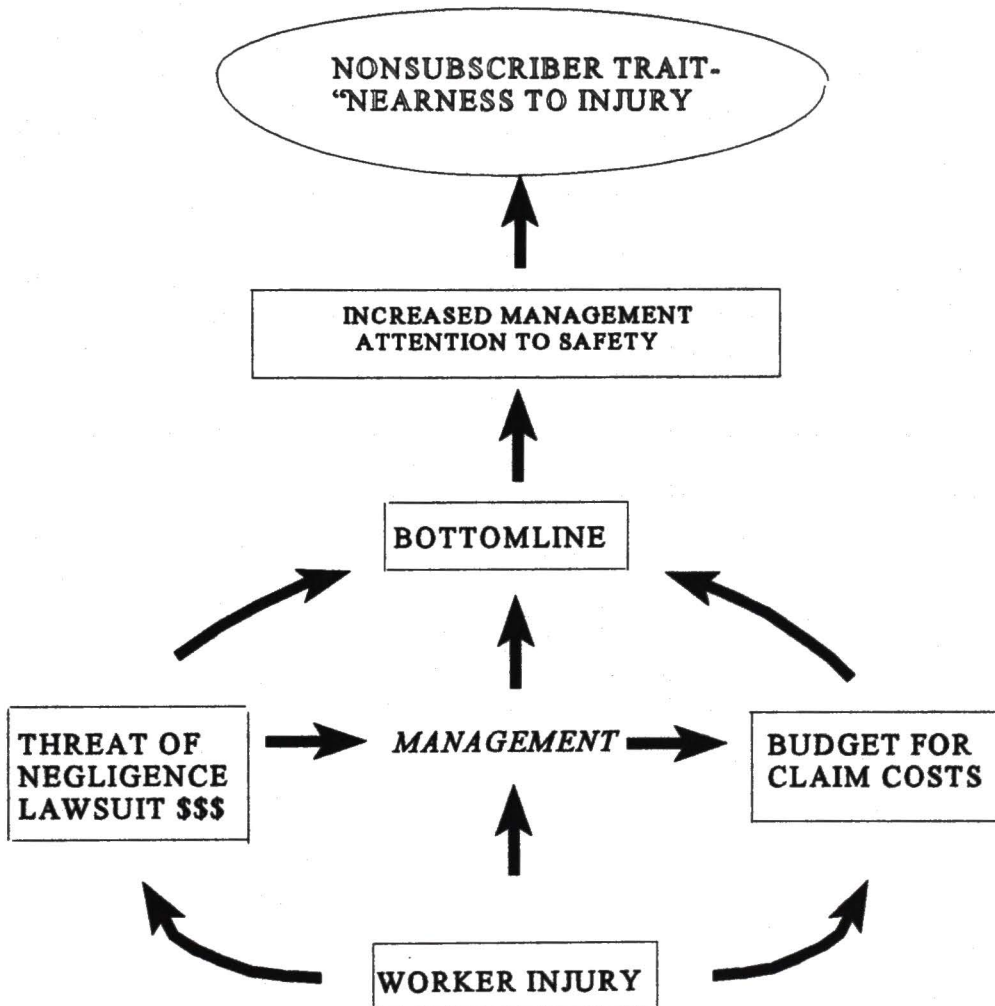 NONSUBSCRIBER TRAIT-
“NEARNESS TO INJURY
INCREASED MANAGEMENT
ATTENTION TO SAFETY
BOTTOMLINE
THREAT OF
NEGLIGENCE
LAWSUIT $$$
MANAGEMENT
BUDGET FOR
CLAIM COSTS
WORKER INJURY